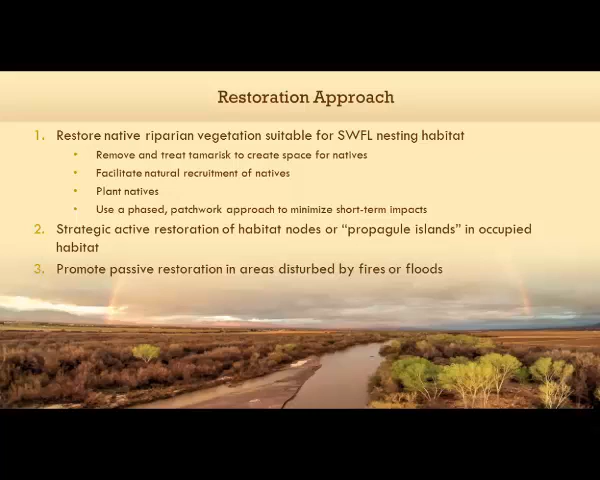 Restoration Approach
1. Restore native riparian vegetation suitable for SWFL nesting habitat
• Remove and treat tamarisk to create space for natives
• Facilitate natural recruitment of natives
• Plant natives
• Use a phased, patchwork approach to minimize short-term impacts
2. Strategic active restoration of habitat nodes or “propagule islands” in occupied
habitat
3. Promote passive restoration in areas disturbed by fires or floods